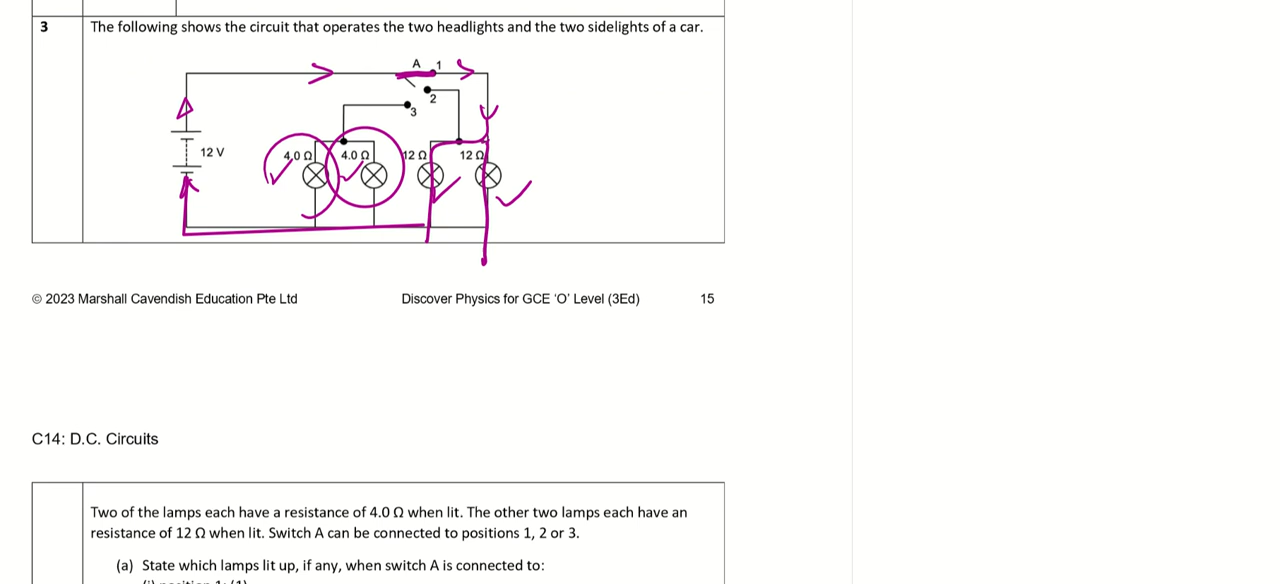 3 The following shows the circuit that operates the two headlights and the two sidelights of a car.
A 1
2
3
12 V 4.0 Ω 4.0 Ω 12 Ω 12 Ω
© 2023 Marshall Cavendish Education Pte Ltd Discover Physics for GCE ‘O’ Level (3Ed) 15
C14: D.C. Circuits
Two of the lamps each have a resistance of 4.0 Ω when lit. The other two lamps each have an
resistance of 12 Ω when lit. Switch A can be connected to positions 1, 2 or 3.
(a) State which lamps lit up, if any, when switch A is connected to: